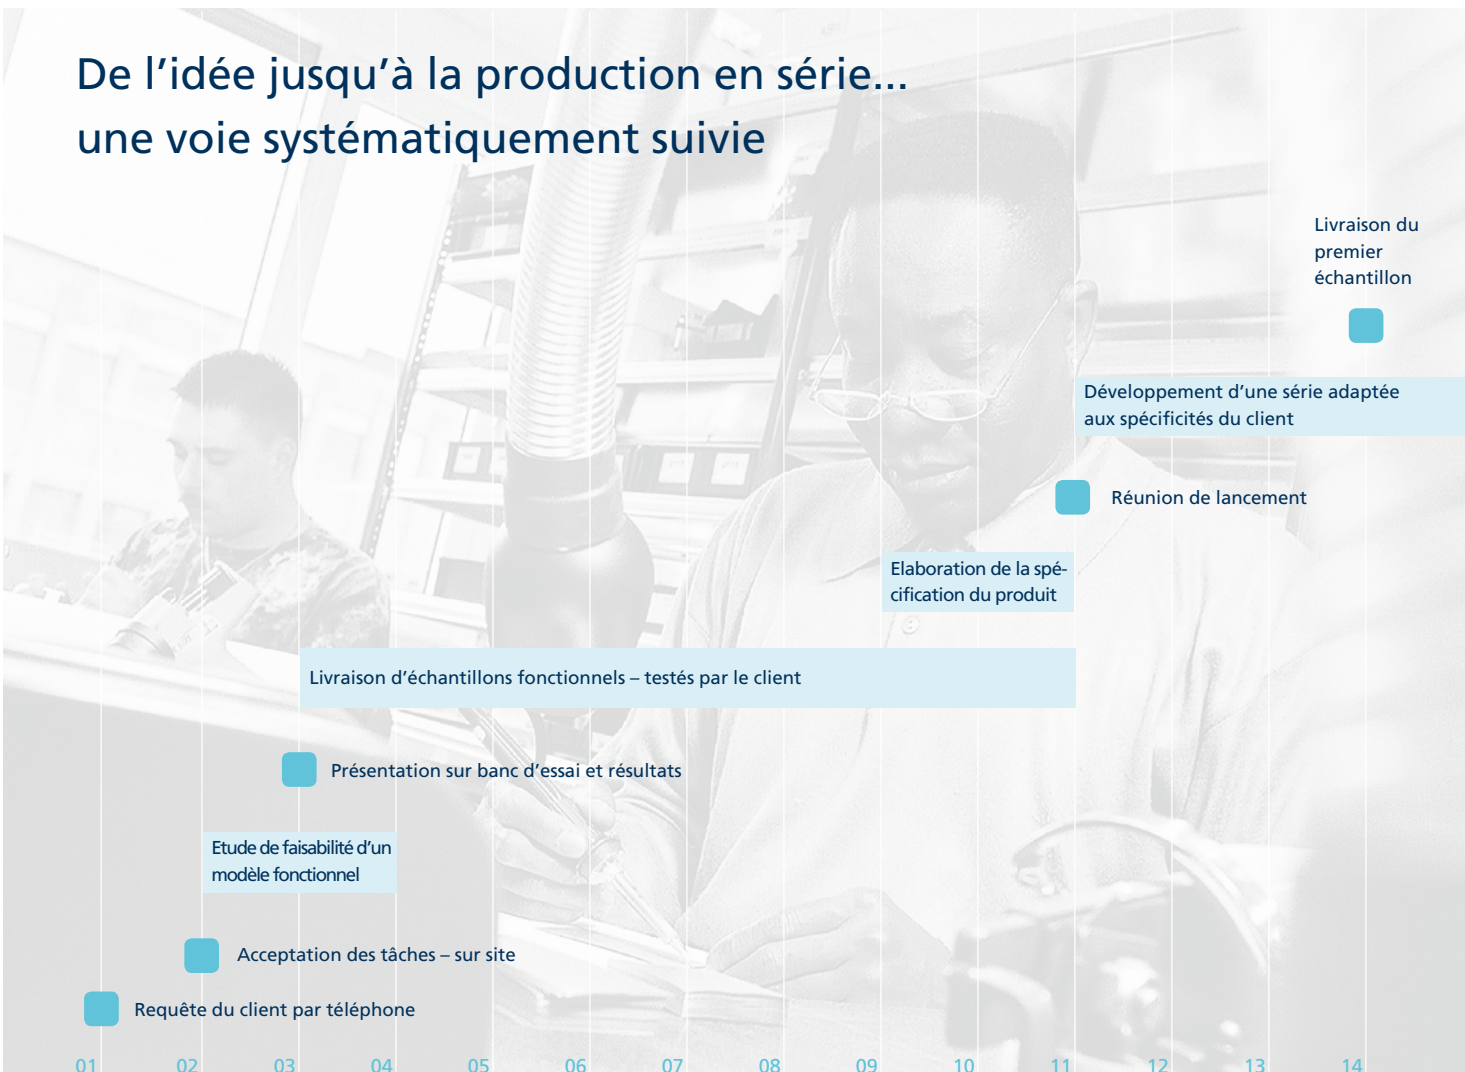 De l’idée jusqu’à la production en série...
une voie systématiquement suivie
Livraison du
premier
échantillon
Développement d’une série adaptée
aux spécificités du client
Réunion de lancement
Elaboration de la spé-
cification du produit
Livraison d’échantillons fonctionnels – testés par le client
Présentation sur banc d’essai et résultats
Etude de faisabilité d’un
modèle fonctionnel
Acceptation des tâches – sur site
Requête du client par téléphone
01 02 03 04 05 06 07 08 09 10 11 12 13 14